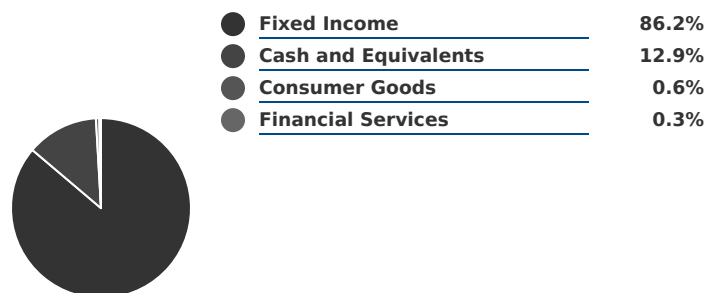 Fixed Income 86.2%
Cash and Equivalents 12.9%
Consumer Goods 0.6%
Financial Services 0.3%